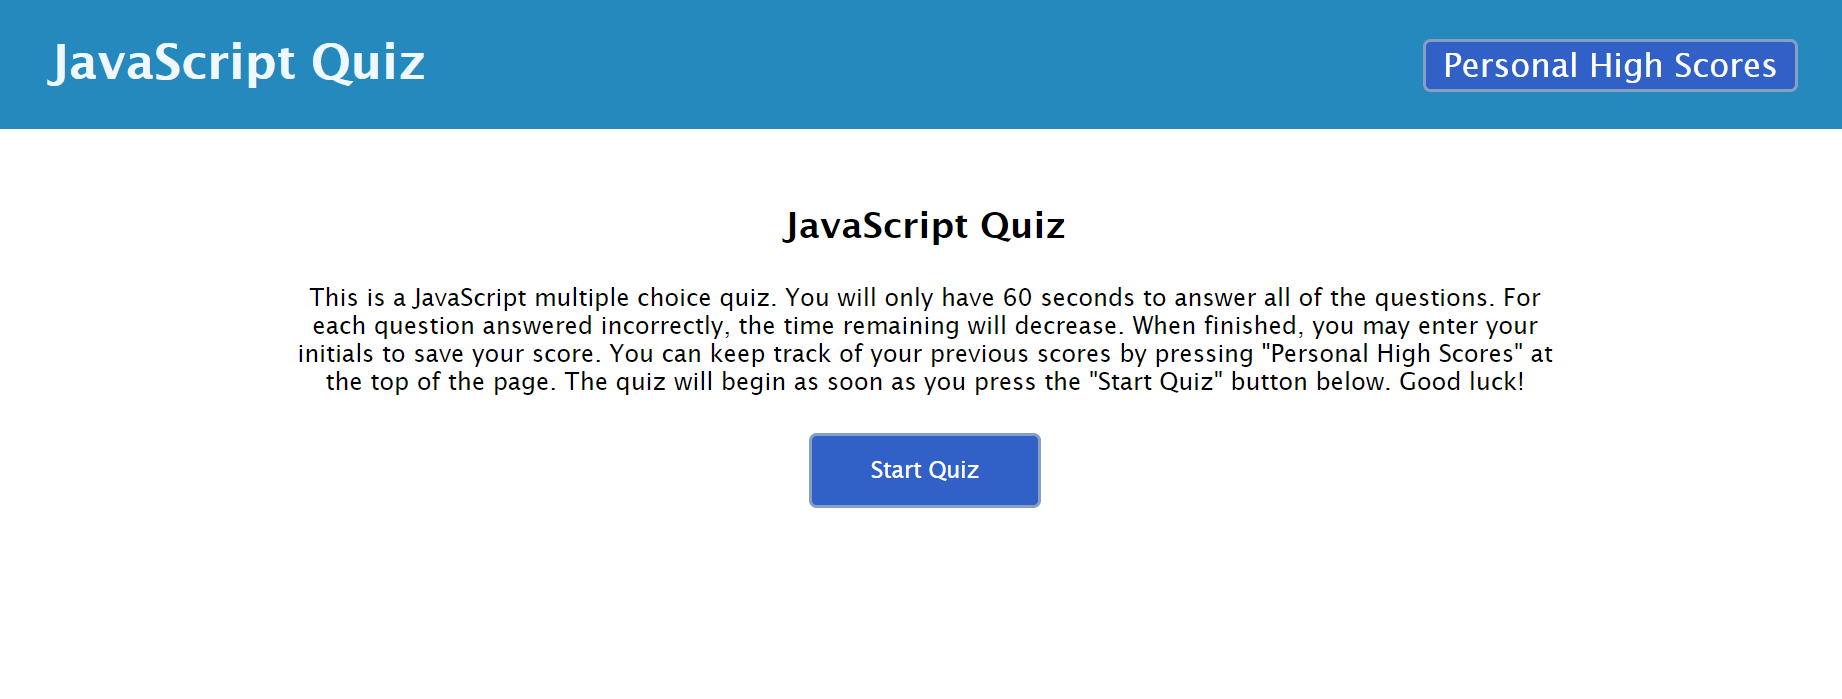 JavaScript Quiz
Personal High Scores
JavaScript Quiz
This is a JavaScript multiple choice quiz. You will only have 60 seconds to answer all of the questions. For
each question answered incorrectly, the time remaining will decrease. When finished, you may enter your
initials to save your score. You can keep track of your previous scores by pressing "Personal High Scores" at
the top of the page. The quiz will begin as soon as you press the "Start Quiz" button below. Good luck!
Start Quiz